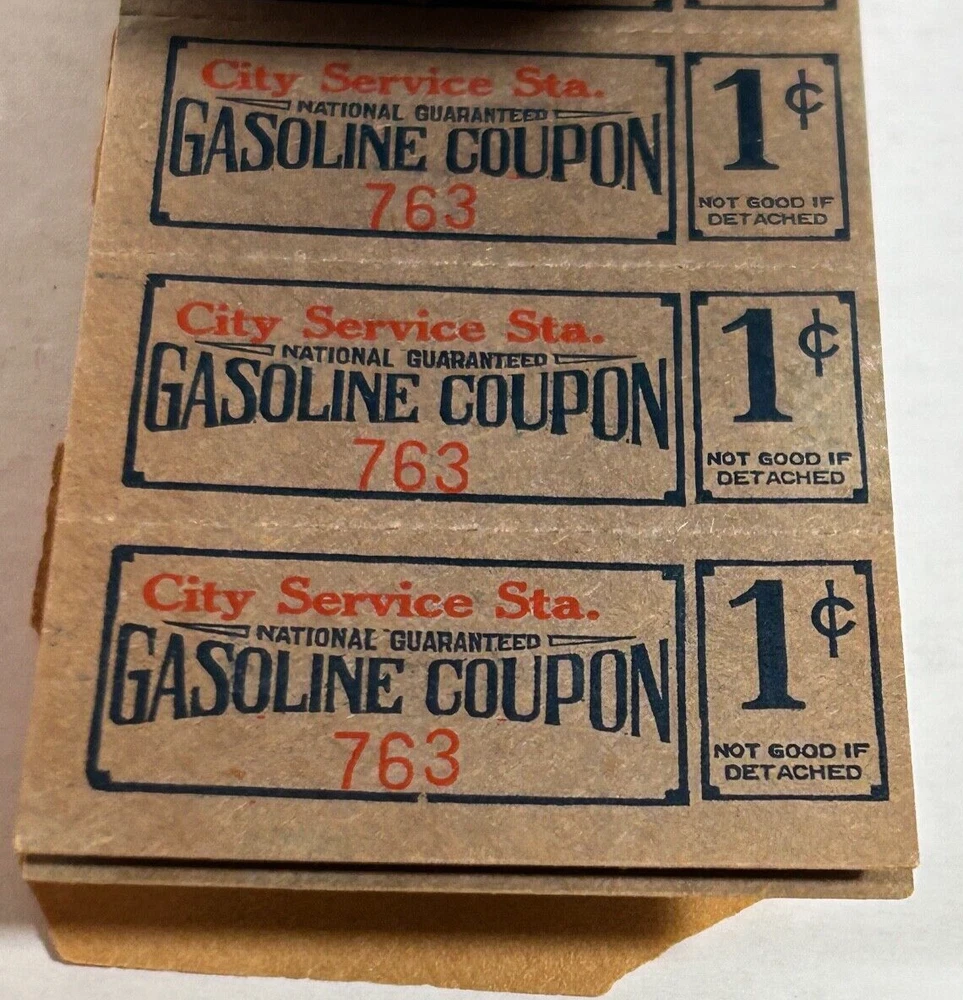 City Service Sta.
NATIONAL GUARANTEED
GASOLINE COUPON
763
1¢
NOT GOOD IF
DETACHED
City Service Sta.
NATIONAL GUARANTEED
GASOLINE COUPON
763
1¢
NOT GOOD IF
DETACHED
City Service Sta.
NATIONAL GUARANTEED
GASOLINE COUPON
763
1¢
NOT GOOD IF
DETACHED